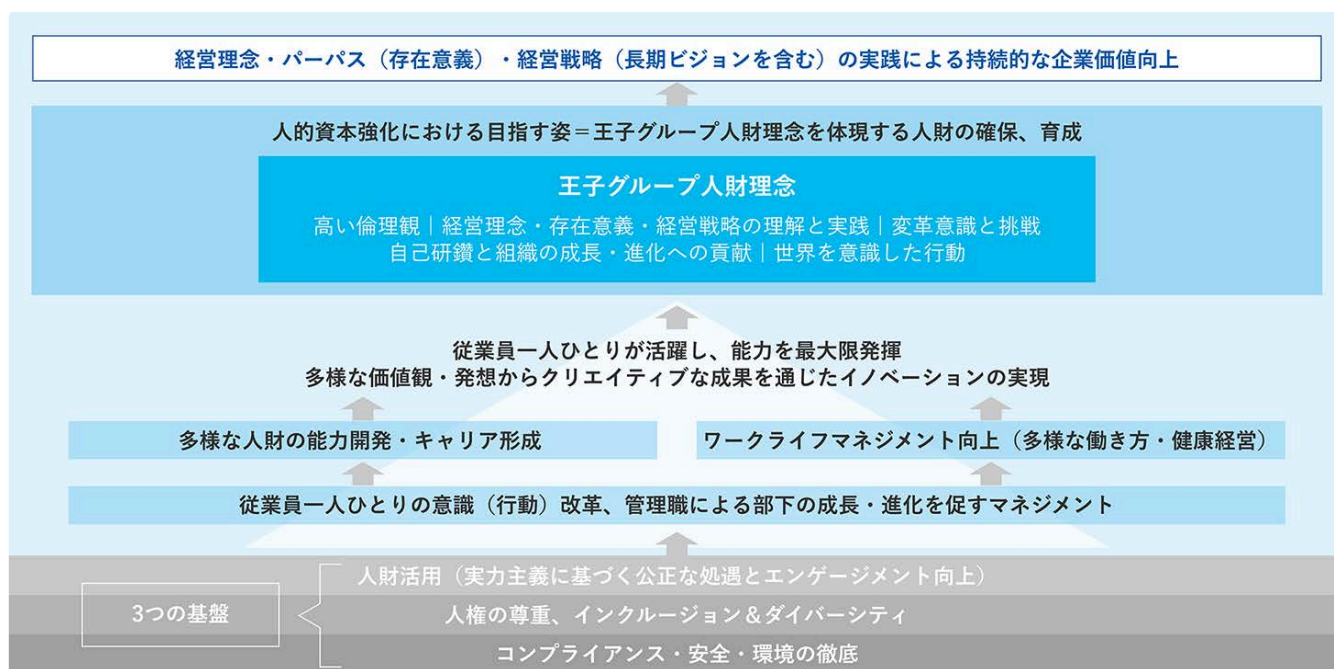 経営理念・パーパス（存在意義）・経営戦略（長期ビジョンを含む）の実践による持続的な企業価値向上
人的資本強化における目指す姿＝王子グループ人財理念を体現する人財の確保、育成
王子グループ人財理念
高い倫理観｜経営理念・存在意義・経営戦略の理解と実践｜変革意識と挑戦
自己研鑽と組織の成長・進化への貢献｜世界を意識した行動
従業員一人ひとりが活躍し、能力を最大限発揮
多様な価値観・発想からクリエイティブな成果を通じたイノベーションの実現
多様な人財の能力開発・キャリア形成
ワークライフマネジメント向上（多様な働き方・健康経営）
従業員一人ひとりの意識（行動）改革、管理職による部下の成長・進化を促すマネジメント
3つの基盤
人財活用（実力主義に基づく公正な処遇とエンゲージメント向上）
人権の尊重、インクルージョン＆ダイバーシティ
コンプライアンス・安全・環境の徹底